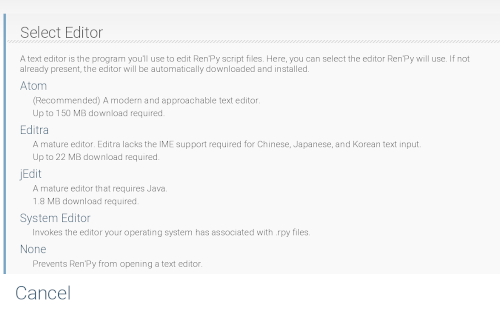 Select Editor
A text editor is the program you'll use to edit Ren'Py script files. Here, you can select the editor Ren'Py will use. If not
already present, the editor will be automatically downloaded and installed.
Atom
(Recommended) A modern and approachable text editor.
Up to 150 MB download required.
Editra
A mature editor. Editra lacks the IME support required for Chinese, Japanese, and Korean text input.
Up to 22 MB download required.
jEdit
A mature editor that requires Java.
1.8 MB download required.
System Editor
Invokes the editor your operating system has associated with .rpy files.
None
Prevents Ren'Py from opening a text editor.
Cancel